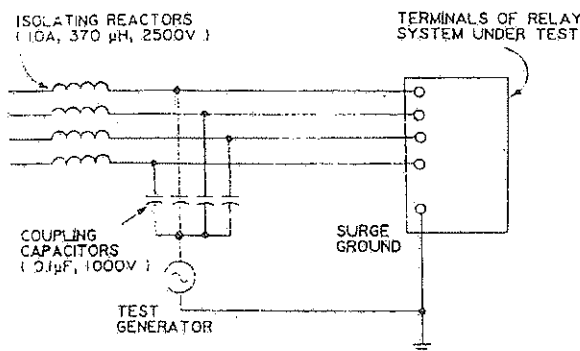 ISOLATING REACTORS
( 10A, 370 µH, 2500V )
TERMINALS OF RELAY
SYSTEM UNDER TEST
SURGE
GROUND
COUPLING
CAPACITORS
( 0.1µF, 1000V )
TEST
GENERATOR